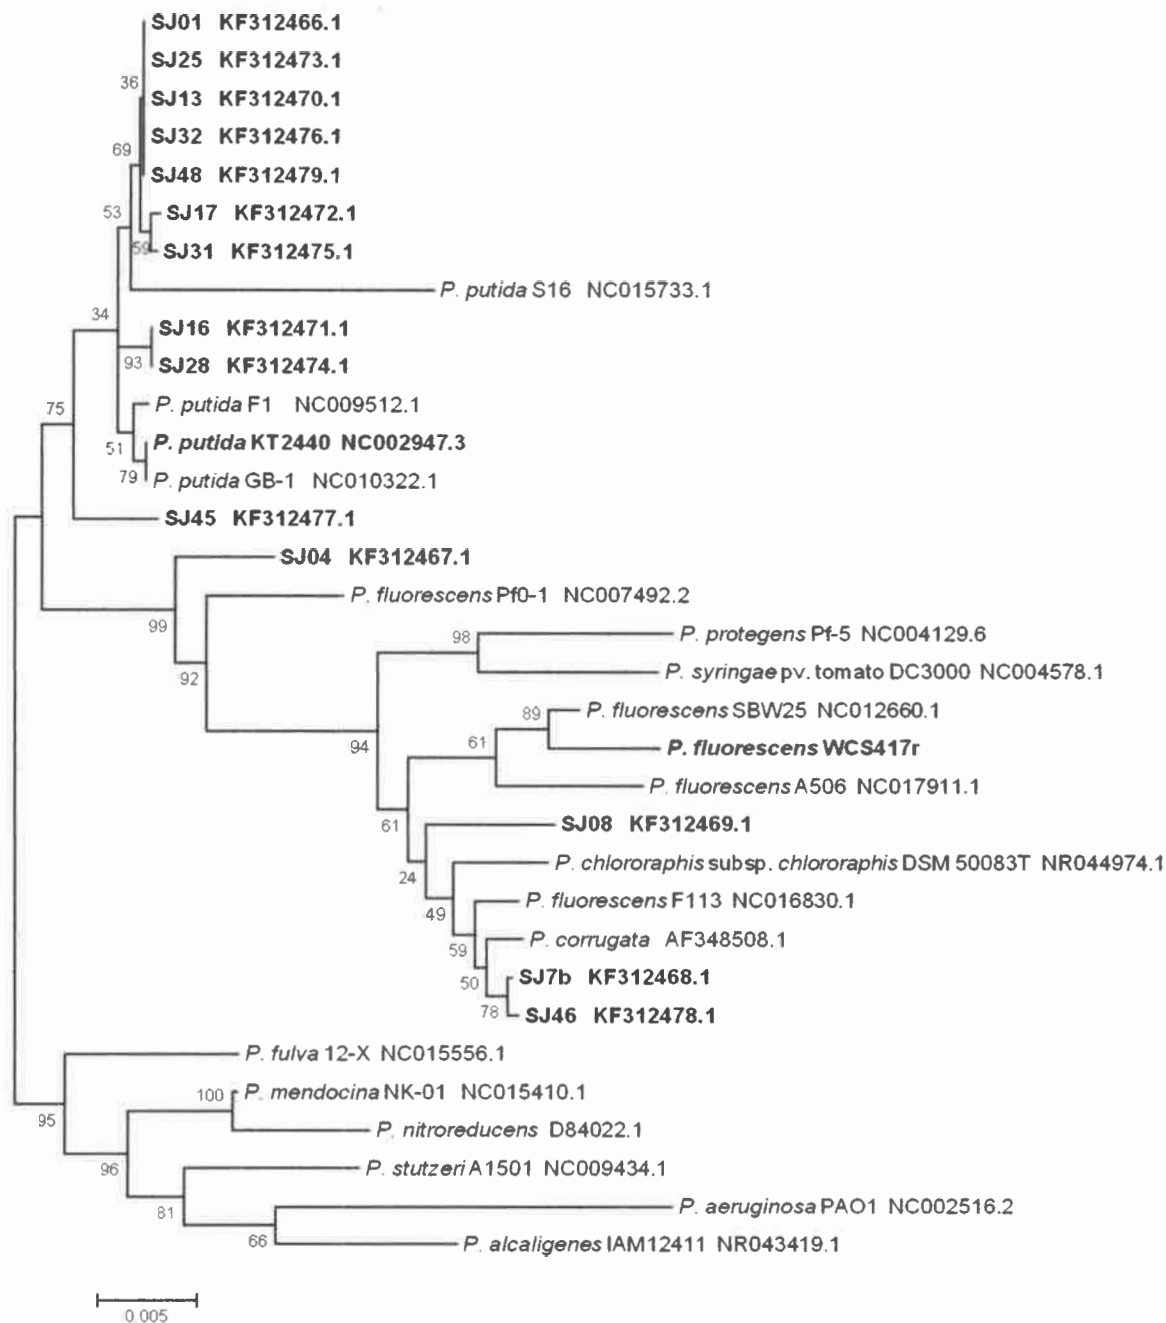 SJ01 KF312466.1
SJ25 KF312473.1
36
SJ13 KF312470.1
SJ32 KF312476.1
69
SJ48 KF312479.1
53
SJ17 KF312472.1
59
SJ31 KF312475.1
P. putida S16 NC015733.1
34
SJ16 KF312471.1
93
SJ28 KF312474.1
P. putida F1 NC009512.1
75
51
P. putida KT2440 NC002947.3
79
P. putida GB-1 NC010322.1
SJ45 KF312477.1
SJ04 KF312467.1
P. fluorescens Pf0-1 NC007492.2
99
98
P. protegens Pf-5 NC004129.6
92
P. syringae pv. tomato DC3000 NC004578.1
89
P. fluorescens SBW25 NC012660.1
94
61
P. fluorescens WCS417r
P. fluorescens A506 NC017911.1
61
SJ08 KF312469.1
P. chlororaphis subsp. chlororaphis DSM 50083T NR044974.1
24
P. fluorescens F113 NC016830.1
49
P. corrugata AF348508.1
59
SJ7b KF312468.1
50
78
SJ46 KF312478.1
P. fulva 12-X NC015556.1
100
P. mendocina NK-01 NC015410.1
95
P. nitroreducens D84022.1
96
P. stutzeri A1501 NC009434.1
81
P. aeruginosa PAO1 NC002516.2
66
P. alcaligenes IAM12411 NR043419.1
0.005